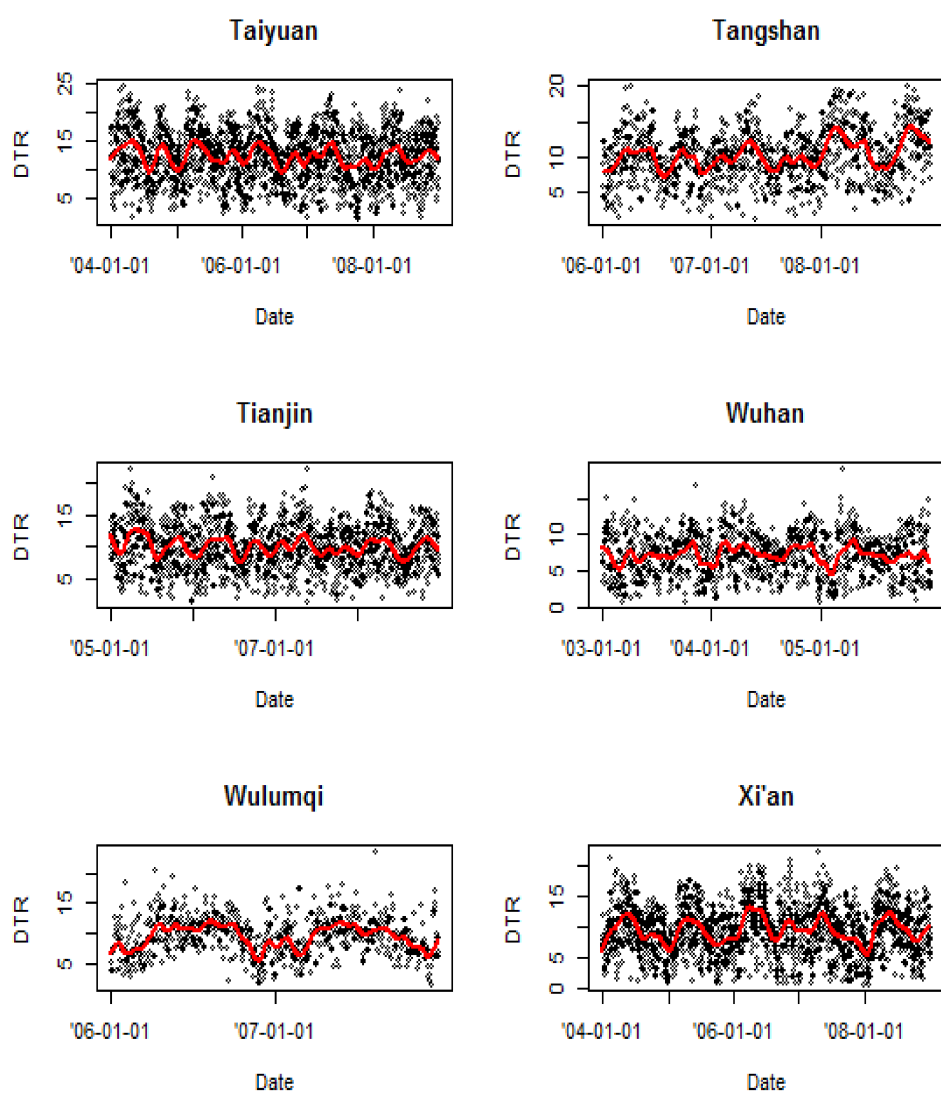 Taiyuan
DTR
25
15
5
'04-01-01 '06-01-01 '08-01-01
Date
Tangshan
DTR
20
10
5
'06-01-01 '07-01-01 '08-01-01
Date
Tianjin
DTR
15
5
'05-01-01 '07-01-01
Date
Wuhan
DTR
10
5
0
'03-01-01 '04-01-01 '05-01-01
Date
Wulumqi
DTR
15
5
'06-01-01 '07-01-01
Date
Xi'an
DTR
15
5
0
'04-01-01 '06-01-01 '08-01-01
Date